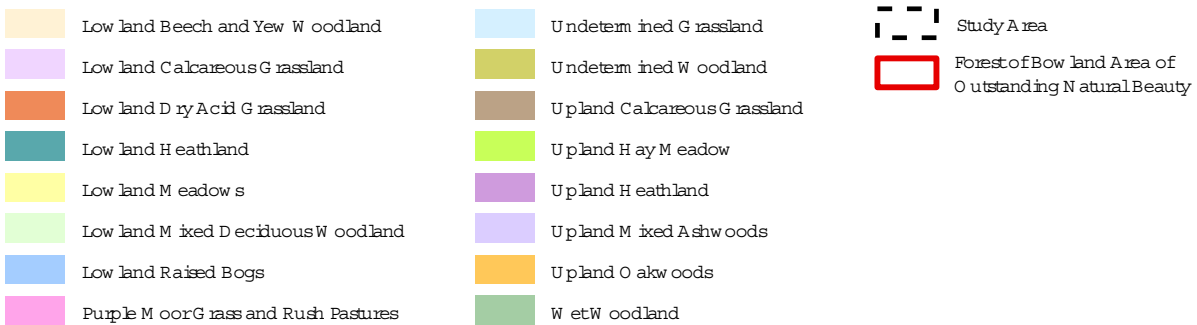 Lowland Beech and Yew Woodland
Lowland Calcareous Grassland
Lowland Dry Acid Grassland
Lowland Heathland
Lowland Meadows
Lowland Mixed Deciduous Woodland
Lowland Raised Bogs
Purple Moor Grass and Rush Pastures
Undetermined Grassland
Undetermined Woodland
Upland Calcareous Grassland
Upland Hay Meadow
Upland Heathland
Upland Mixed Ashwoods
Upland Oakwoods
Wet Woodland
Study Area
Forest of Bowland Area of
Outstanding Natural Beauty